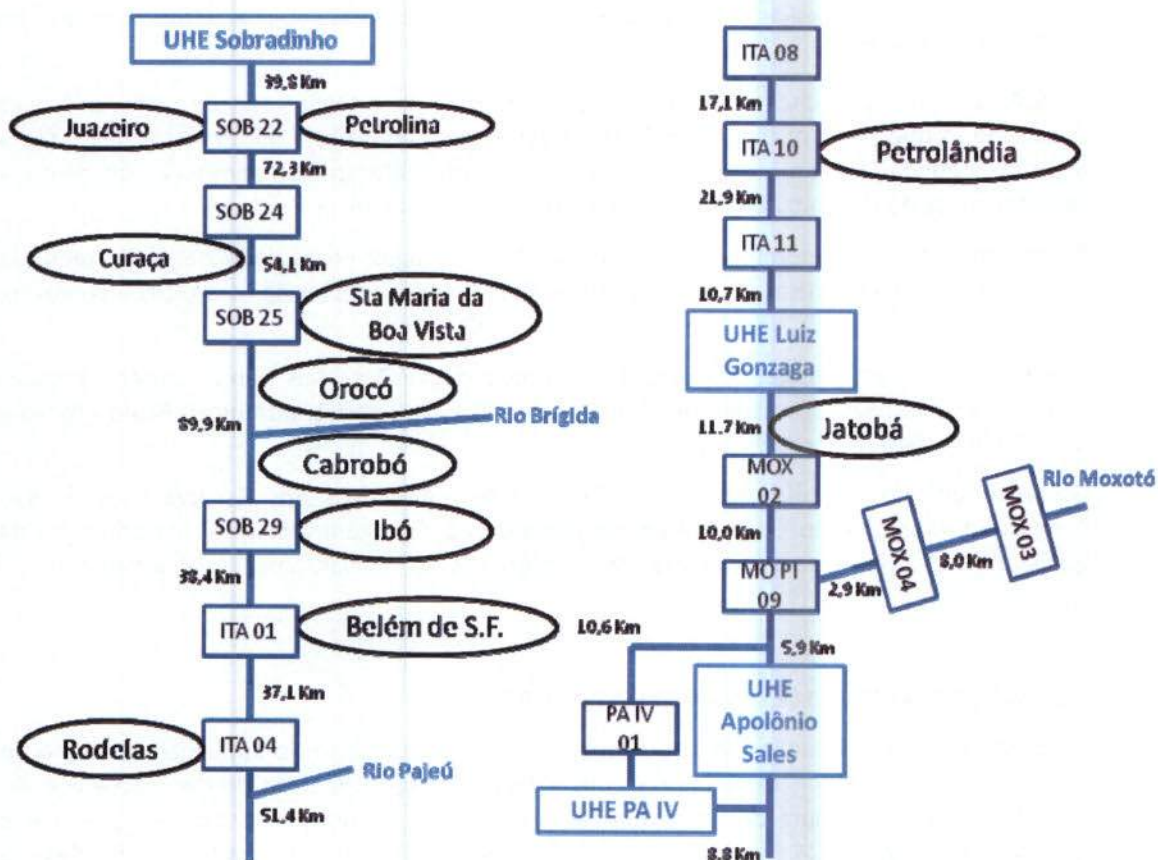 UHE Sobradinho
39,8 Km
Juazeiro
SOB 22
Petrolina
72,3 Km
SOB 24
Curaça
54,1 Km
SOB 25
Sta Maria da
Boa Vista
Orocó
89,9 Km
Rio Brígida
Cabrobó
SOB 29
Ibó
38,4 Km
ITA 01
Belém de S.F.
37,1 Km
Rodelas
ITA 04
Rio Pajeú
51,4 Km
ITA 08
17,1 Km
ITA 10
Petrolândia
21,9 Km
ITA 11
10,7 Km
UHE Luiz
Gonzaga
11.7 Km
Jatobá
MOX
02
Rio Moxotó
MOX 03
MOX 04
10,0 Km
8,0 Km
MO PI
09
2,9 Km
10,6 Km
5,9 Km
PA IV
01
UHE
Apolônio
Sales
UHE PA IV
8.8 Km